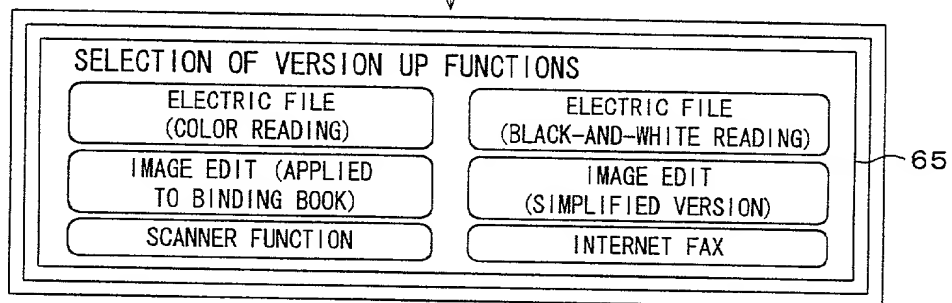 SELECTION OF VERSION UP FUNCTIONS
ELECTRIC FILE
(COLOR READING)
ELECTRIC FILE
(BLACK-AND-WHITE READING)
IMAGE EDIT (APPLIED
TO BINDING BOOK)
IMAGE EDIT
(SIMPLIFIED VERSION)
SCANNER FUNCTION
INTERNET FAX
65